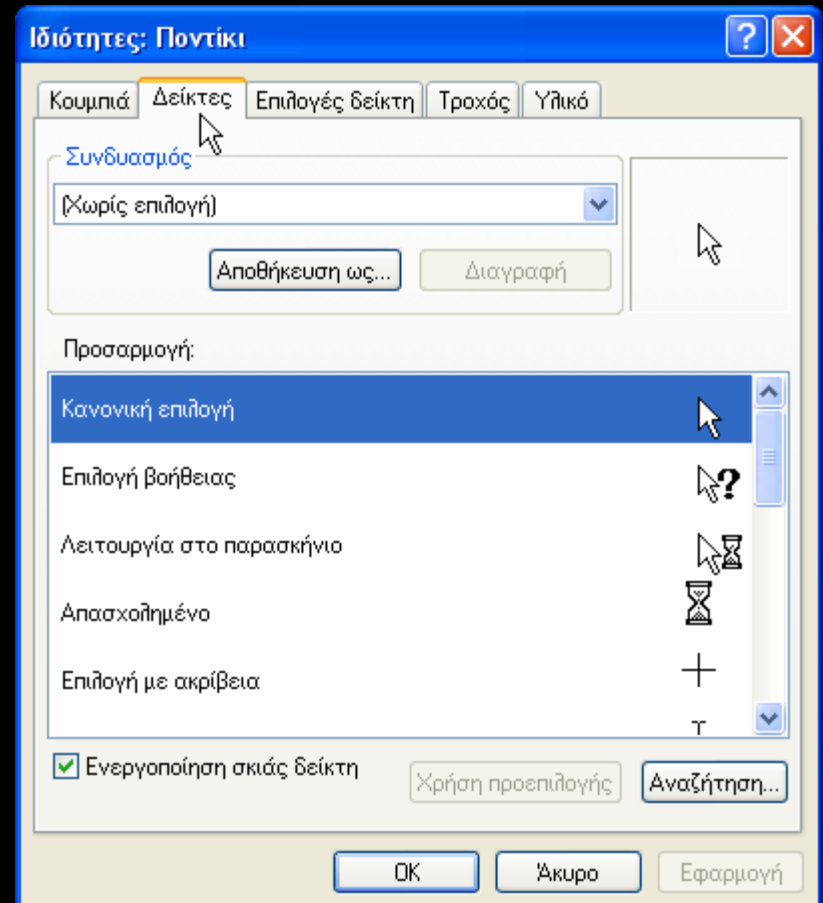 Ιδιότητες: Ποντίκι
Κουμπιά Δείκτες Επιλογές δείκτη Τροχός Υλικό
Συνδυασμός
(Χωρίς επιλογή)
Αποθήκευση ως... Διαγραφή
Προσαρμογή:
Κανονική επιλογή
Επιλογή βοήθειας
Λειτουργία στο παρασκήνιο
Απασχολημένο
Επιλογή με ακρίβεια
Ενεργοποίηση σκιάς δείκτη
Χρήση προεπιλογής Αναζήτηση...
OK Άκυρο Εφαρμογή